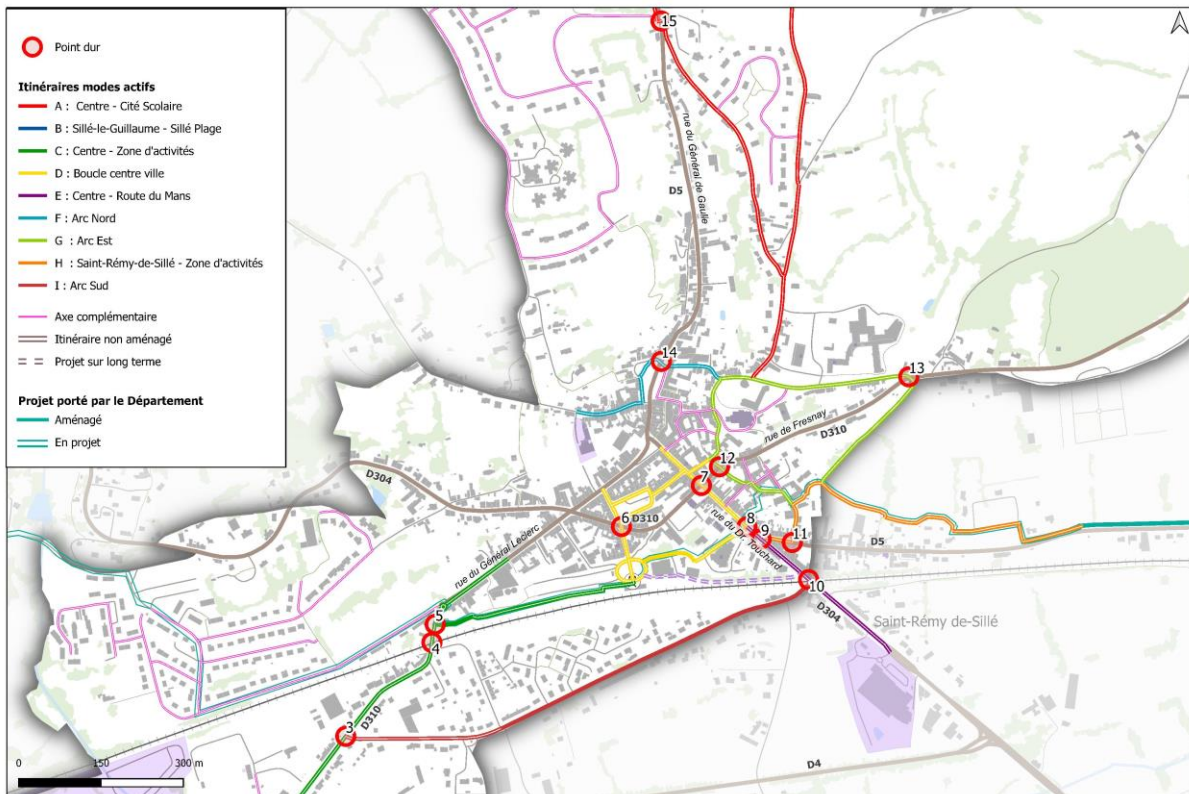 Point dur
Itinéraires modes actifs
A : Centre - Cité Scolaire
B : Sillé-le-Guillaume - Sillé Plage
C : Centre - Zone d'activités
D : Boucle centre ville
E : Centre - Route du Mans
F : Arc Nord
G : Arc Est
H : Saint-Rémy-de-Sillé - Zone d'activités
I : Arc Sud
Axe complémentaire
Itinéraire non aménagé
Projet sur long terme
Projet porté par le Département
Aménagé
En projet
15
rue du Général de Gaulle
D5
14
13
rue de Fresnay
D310
12
7
D304
6
D310
8
9
11
rue du Dr. Touchard
D5
rue du Général Leclerc
10
D304
Saint-Rémy de-Sillé
5
4
3
D310
D4
0
150
300 m